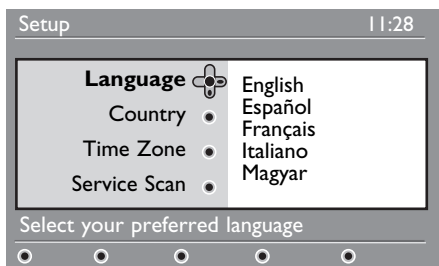 Setup 11:28
Language
Country
Time Zone
Service Scan
English
Español
Français
Italiano
Magyar
Select your preferred language